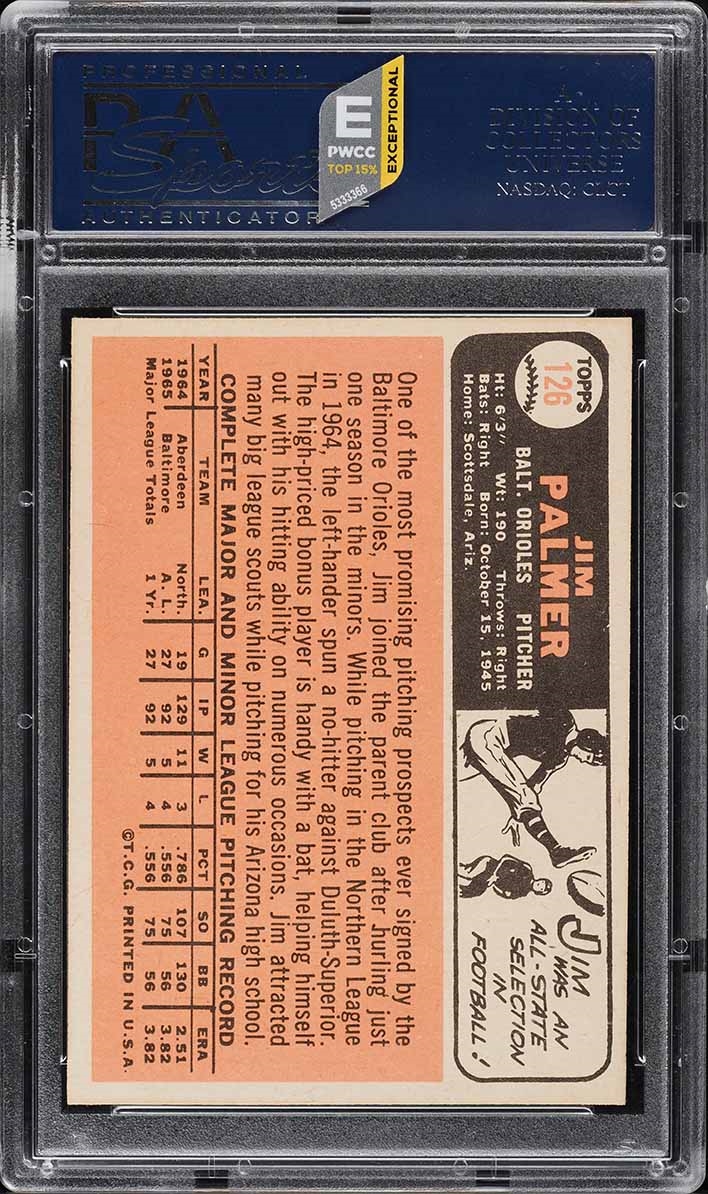 PROFESSIONAL
PSA
Sports
AUTHENTICATOR
E
PWCC
TOP 15%
EXCEPTIONAL
5333366
A
DIVISION OF
COLLECTORS
UNIVERSE
NASDAQ: CLCT
TOPPS
126
JIM
PALMER
BALT. ORIOLES PITCHER
Ht: 6'3" Wt: 190 Throws: Right
Bats: Right Born: October 15, 1945
Home: Scottsdale, Ariz.
JIM
WAS AN
ALL-STATE
SELECTION
IN
FOOTBALL!
One of the most promising pitching prospects ever signed by the
Baltimore Orioles, Jim joined the parent club after hurling just
one season in the minors. While pitching in the Northern League
in 1964, the left-hander spun a no-hitter against Duluth-Superior.
The high-priced bonus player is handy with a bat, helping himself
out with his hitting ability on numerous occasions. Jim attracted
many big league scouts while pitching for his Arizona high school.
COMPLETE MAJOR AND MINOR LEAGUE PITCHING RECORD
YEAR TEAM LEA. G IP W L PCT SO BB ERA
1964 Aberdeen North. 19 129 11 3 .786 107 130 2.51
1965 Baltimore A. L. 27 92 5 4 .556 75 56 3.82
Major League Totals 1 Yr. 27 92 5 4 .556 75 56 3.82
©T.C.G. PRINTED IN U.S.A.